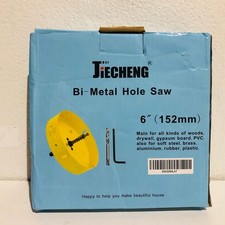 JIECHENG
Bi-Metal Hole Saw
6″(152mm)
Main for all kinds of woods,
drywall, gypsum board, PVC.
also for soft steel, brass,
aluminium, rubber, plastic.
Happy to help you make beautiful house